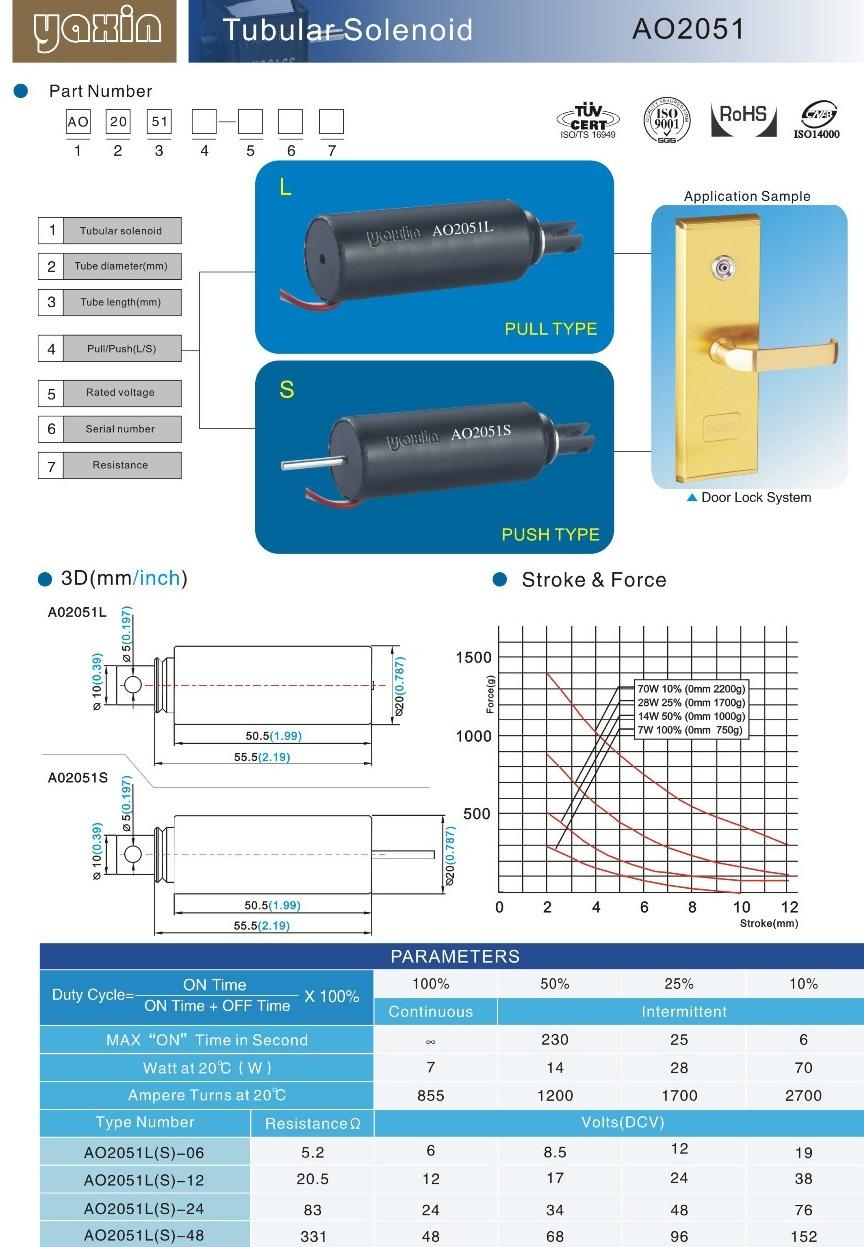 yaxin
Tubular Solenoid
AO2051
Part Number
AO 20 51
1 2 3 4 5 6 7
TÜV
CERT
ISO/TS 16949
ISO
9001
SGS
RoHS
ISO14000
L
yaxin AO2051L
PULL TYPE
Application Sample
1 Tubular solenoid
2 Tube diameter(mm)
3 Tube length(mm)
4 Pull/Push(L/S)
5 Rated voltage
6 Serial number
7 Resistance
S
yaxin AO2051S
PUSH TYPE
▲ Door Lock System
3D(mm/inch)
A02051L
⌀ 10(0.39)
⌀ 5(0.197)
⌀20(0.787)
50.5(1.99)
55.5(2.19)
A02051S
⌀ 10(0.39)
⌀ 5(0.197)
⌀20(0.787)
50.5(1.99)
55.5(2.19)
Stroke & Force
Force(g)
1500
1000
500
70W 10% (0mm 2200g)
28W 25% (0mm 1700g)
14W 50% (0mm 1000g)
7W 100% (0mm 750g)
0 2 4 6 8 10 12
Stroke(mm)
PARAMETERS
Duty Cycle= ON Time / ON Time + OFF Time X 100% 100% 50% 25% 10%
Continuous Intermittent
MAX “ON” Time in Second ∞ 230 25 6
Watt at 20℃ ( W ) 7 14 28 70
Ampere Turns at 20℃ 855 1200 1700 2700
Type Number Resistance Ω Volts(DCV)
AO2051L(S)-06 5.2 6 8.5 12 19
AO2051L(S)-12 20.5 12 17 24 38
AO2051L(S)-24 83 24 34 48 76
AO2051L(S)-48 331 48 68 96 152